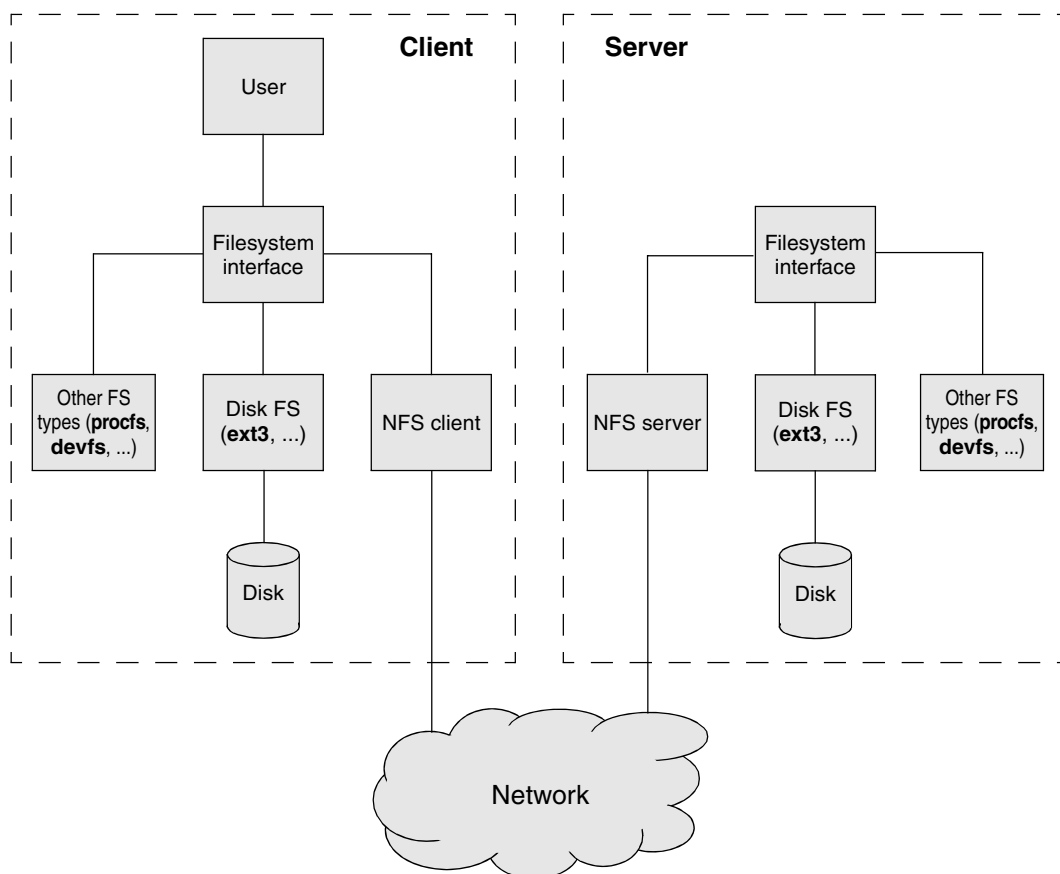 Client
Server
User
Filesystem
interface
Filesystem
interface
Other FS
types (procfs,
devfs, ...)
Disk FS
(ext3, ...)
NFS client
NFS server
Disk FS
(ext3, ...)
Other FS
types (procfs,
devfs, ...)
Disk
Disk
Network